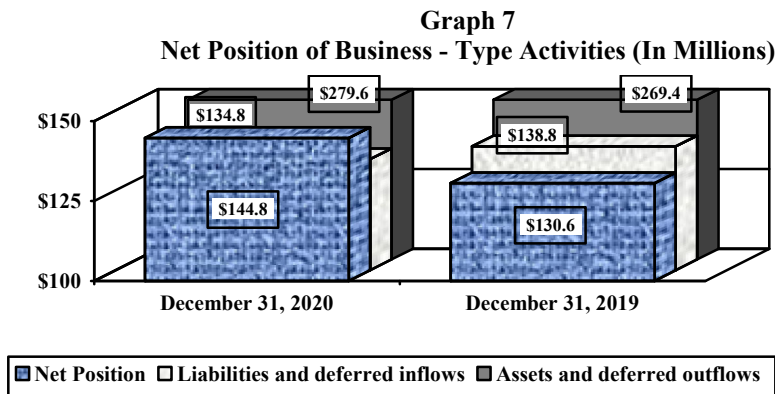 Graph 7
Net Position of Business - Type Activities (In Millions)
$279.6
$269.4
$134.8
$138.8
$150
$144.8
$125
$130.6
$100
December 31, 2020
December 31, 2019
Net Position
Liabilities and deferred inflows
Assets and deferred outflows